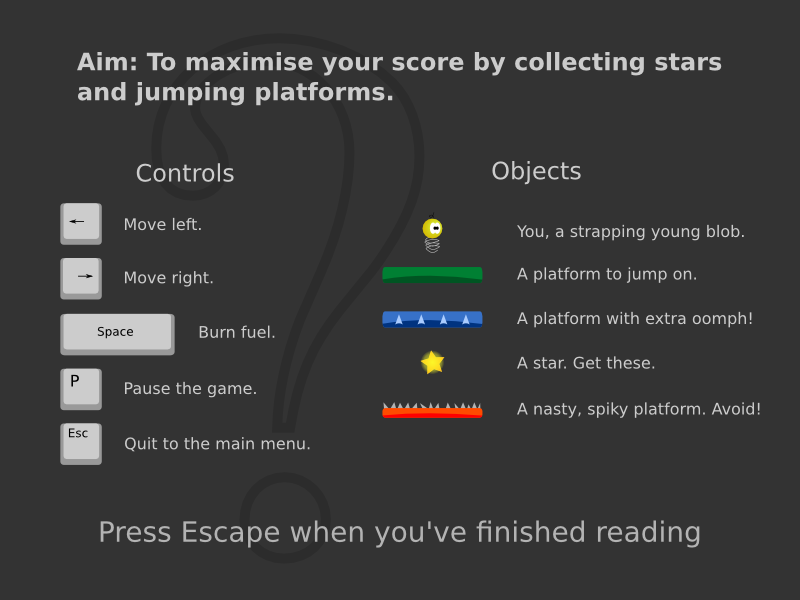 Aim: To maximise your score by collecting stars
and jumping platforms.
Controls
Move left.
Move right.
Space
Burn fuel.
P
Pause the game.
Esc
Quit to the main menu.
Objects
You, a strapping young blob.
A platform to jump on.
A platform with extra oomph!
A star. Get these.
A nasty, spiky platform. Avoid!
Press Escape when you've finished reading